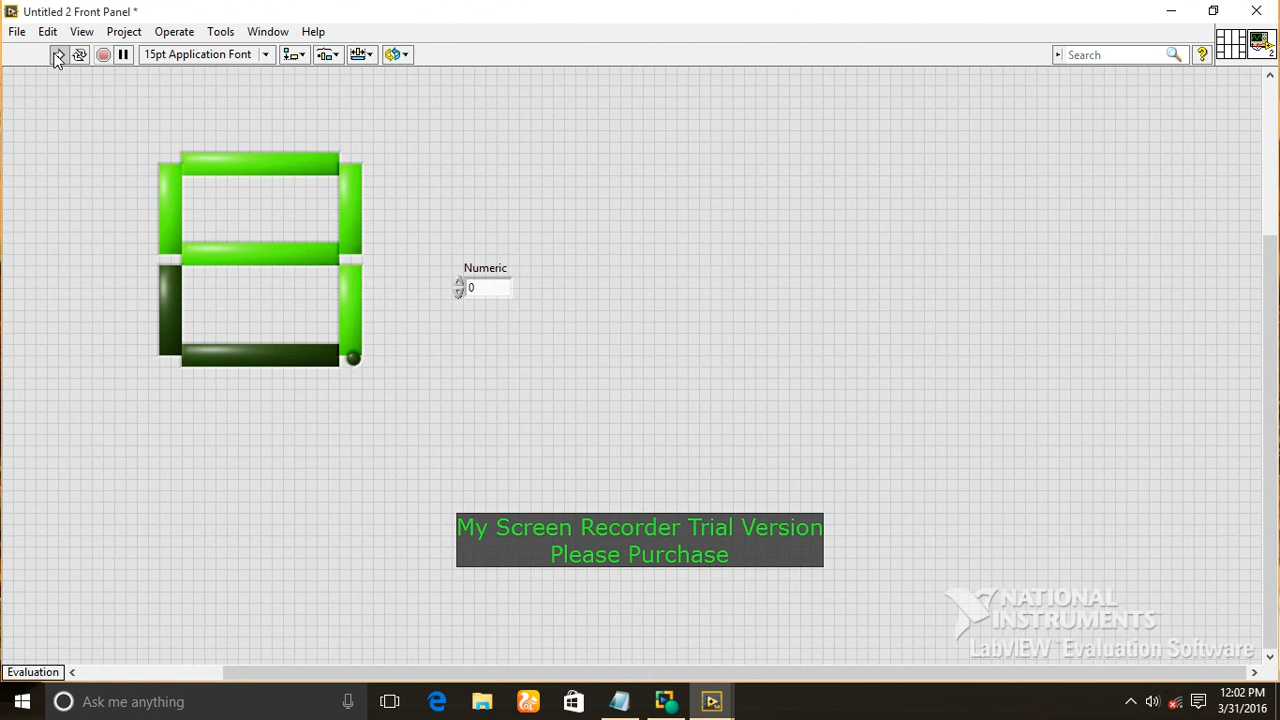 Untitled 2 Front Panel *
File Edit View Project Operate Tools Window Help
15pt Application Font
Search
?
2
Numeric
0
My Screen Recorder Trial Version
Please Purchase
NATIONAL
INSTRUMENTS
LabVIEW Evaluation Software
Evaluation
Ask me anything
12:02 PM
3/31/2016